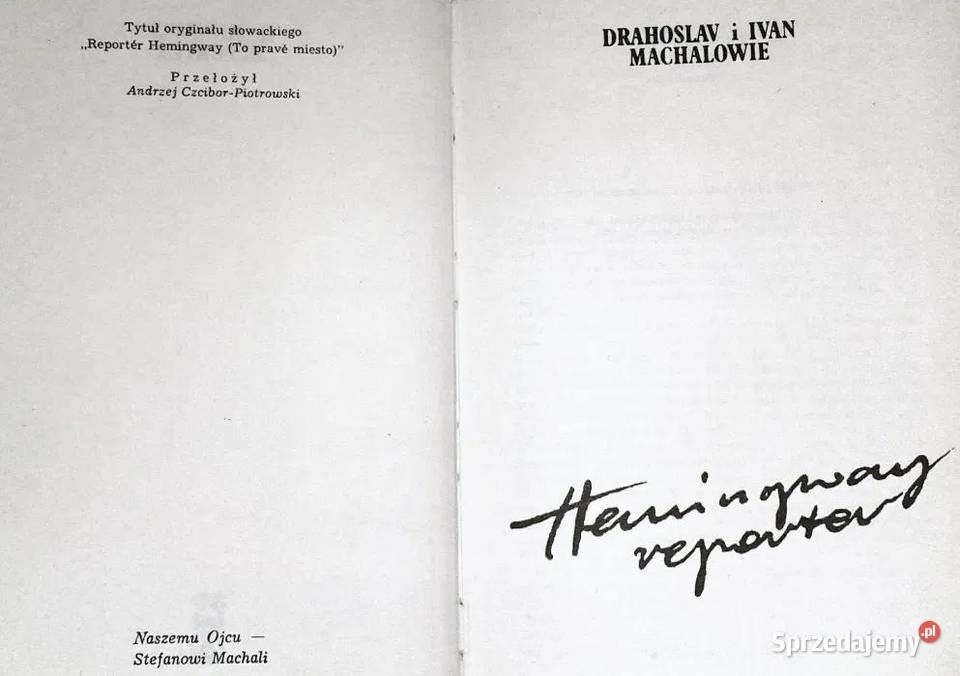 Tytuł oryginału słowackiego
„Reportér Hemingway (To pravé miesto)"
Przełożył
Andrzej Czcibor-Piotrowski
Naszemu Ojcu —
Stefanowi Machali
DRAHOSLAV i IVAN
MACHALOWIE
Hemingway
reporter
Sprzedajemy.pl